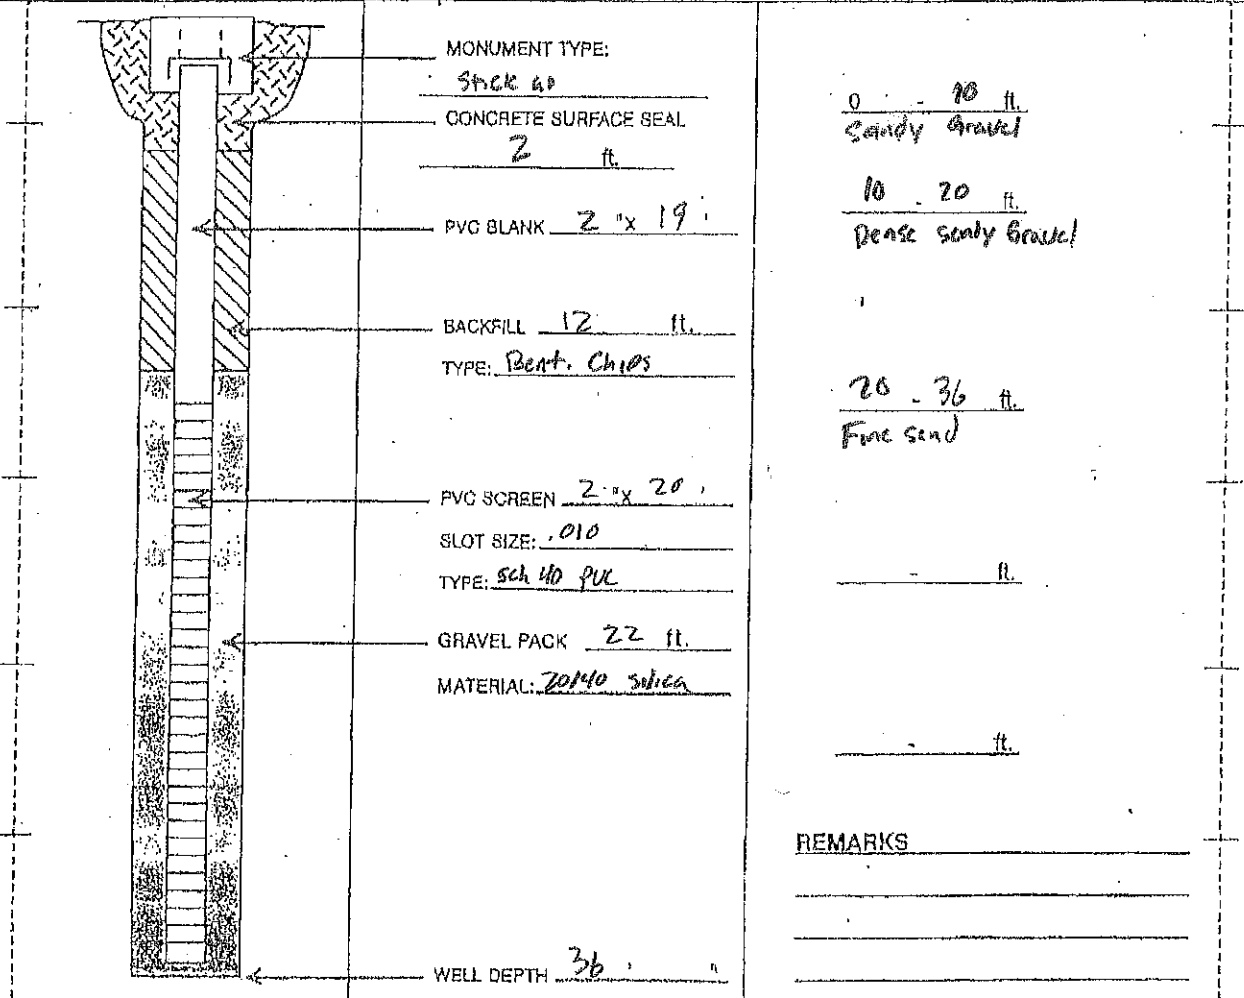 MONUMENT TYPE:
Stick up
CONCRETE SURFACE SEAL
2 ft.
PVC BLANK 2 "x 19 '
BACKFILL 12 ft.
TYPE: Bent. Chips
PVC SCREEN 2 "x 20 '
SLOT SIZE: .010
TYPE: Sch 40 PVC
GRAVEL PACK 22 ft.
MATERIAL: 20/40 Silica
WELL DEPTH 36 ' "
0 - 10 ft.
Sandy Gravel
10 - 20 ft.
Dense Sandy Gravel
20 - 36 ft.
Fine sand
- ft.
- ft.
REMARKS